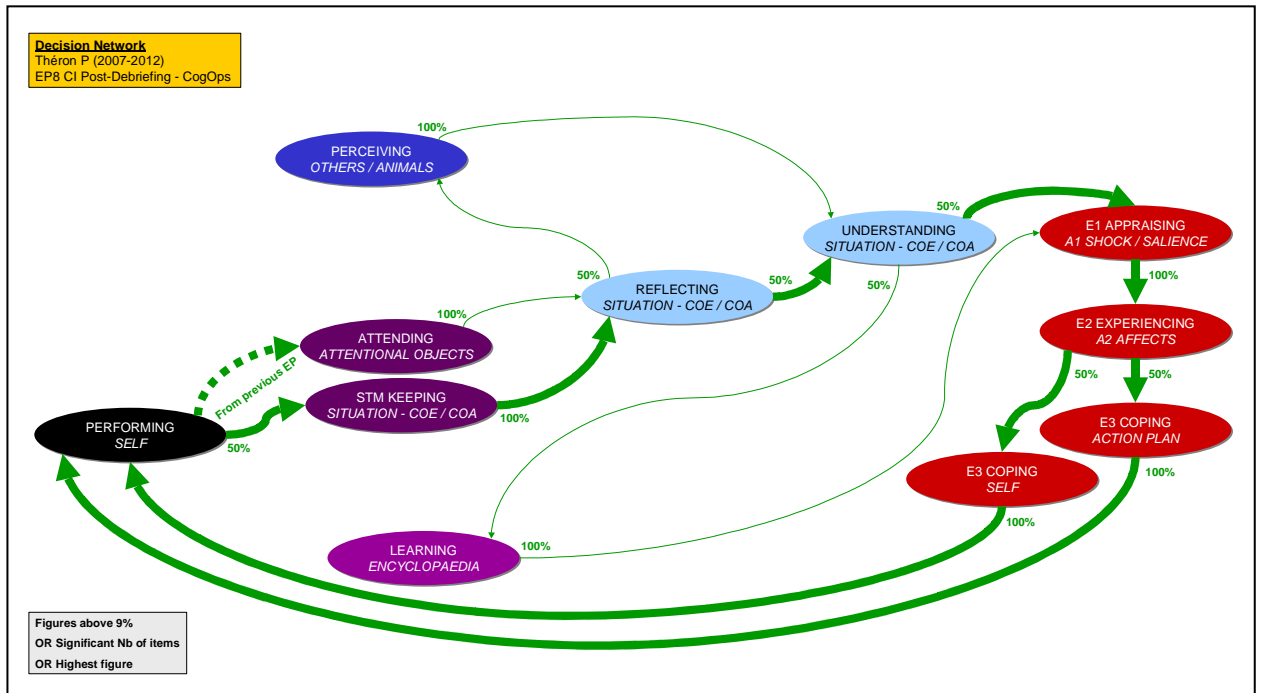 Decision Network
Théron P (2007-2012)
EP8 CI Post-Debriefing - CogOps
100%
PERCEIVING
OTHERS / ANIMALS
50%
UNDERSTANDING
SITUATION - COE / COA
50%
E1 APPRAISING
A1 SHOCK / SALIENCE
50%
REFLECTING
SITUATION - COE / COA
50%
100%
100%
ATTENDING
ATTENTIONAL OBJECTS
E2 EXPERIENCING
A2 AFFECTS
50%
50%
From previous EP
STM KEEPING
SITUATION - COE / COA
100%
PERFORMING
SELF
50%
E3 COPING
ACTION PLAN
100%
E3 COPING
SELF
100%
LEARNING
ENCYCLOPAEDIA
100%
Figures above 9%
OR Significant Nb of items
OR Highest figure